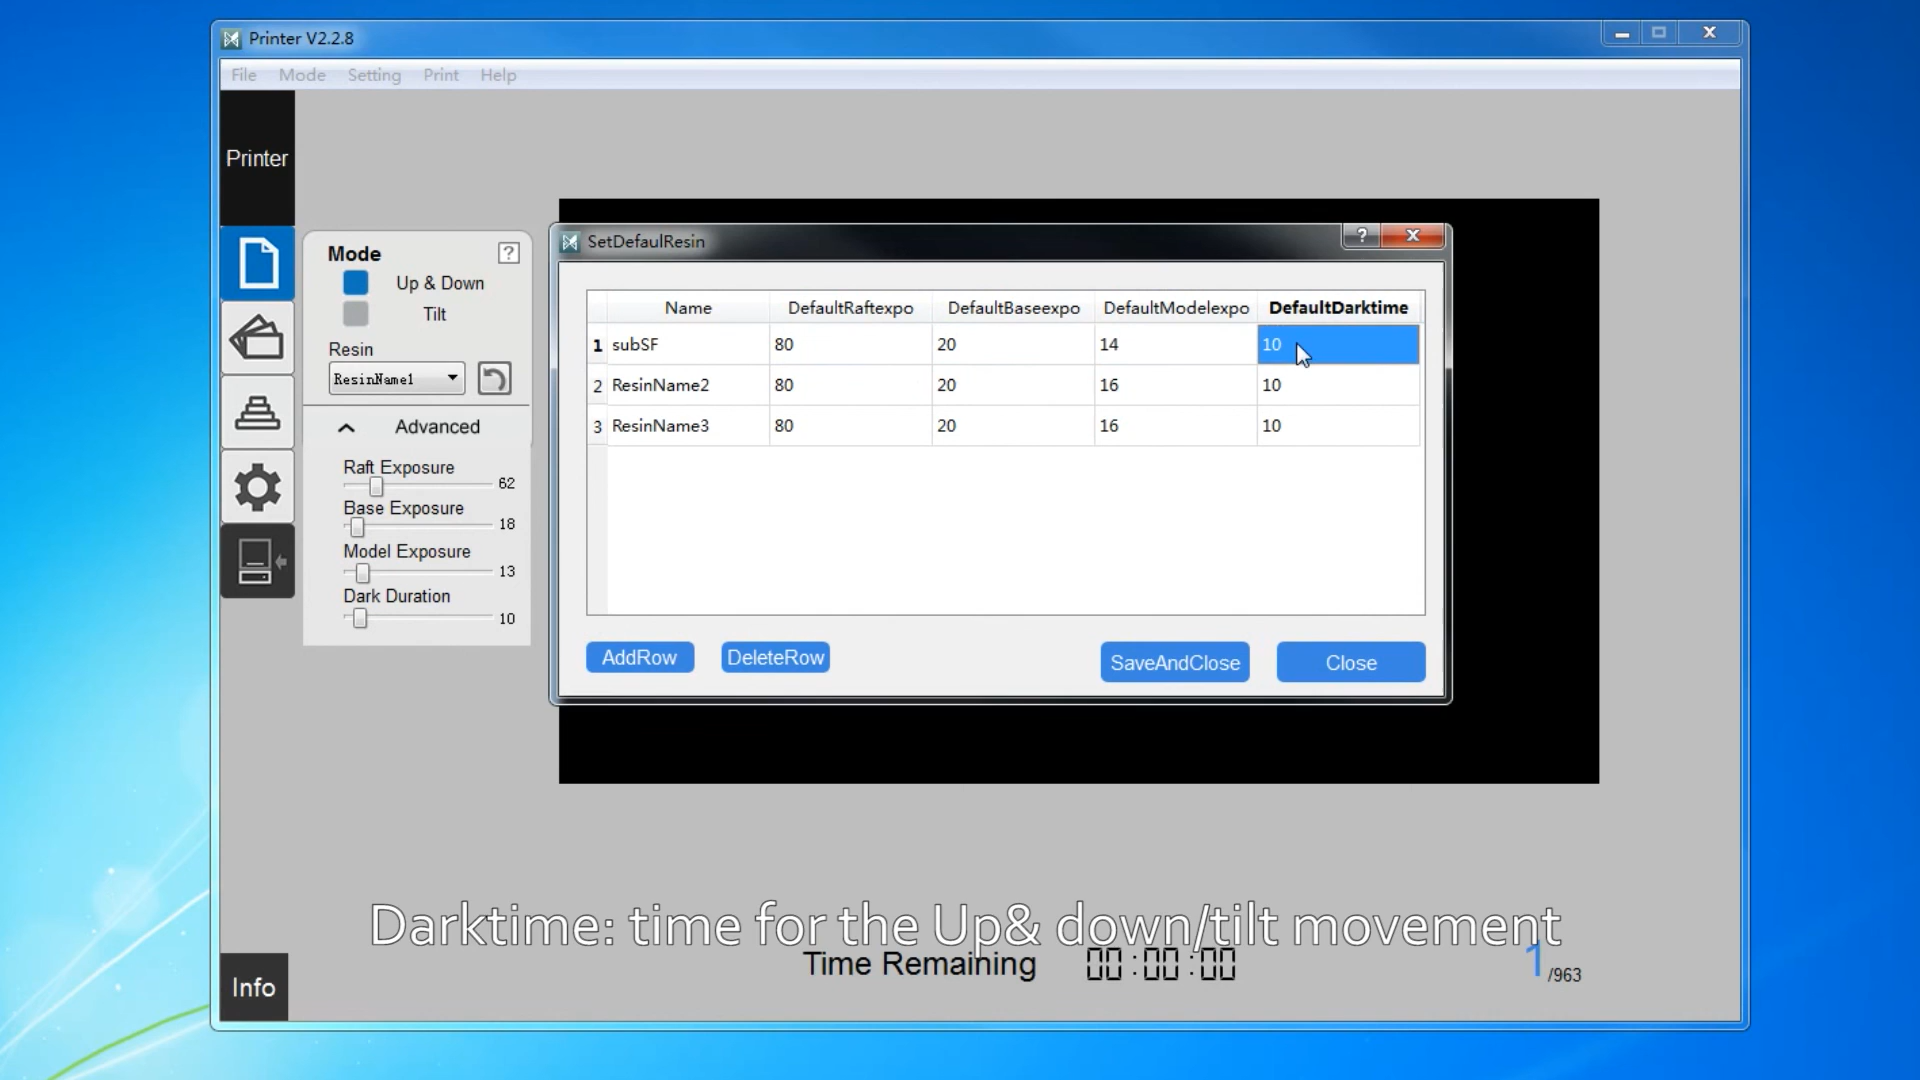 Printer V2.2.8
File Mode Setting Print Help
Printer
Mode ?
Up & Down
Tilt
Resin
ResinName1
Advanced
Raft Exposure
62
Base Exposure
18
Model Exposure
13
Dark Duration
10
SetDefaulResin
Name DefaultRaftexpo DefaultBaseexpo DefaultModelexpo DefaultDarktime
1 subSF 80 20 14 10
2 ResinName2 80 20 16 10
3 ResinName3 80 20 16 10
AddRow DeleteRow SaveAndClose Close
Darktime: time for the Up& down/tilt movement
Time Remaining 00:00:00 1/963
Info